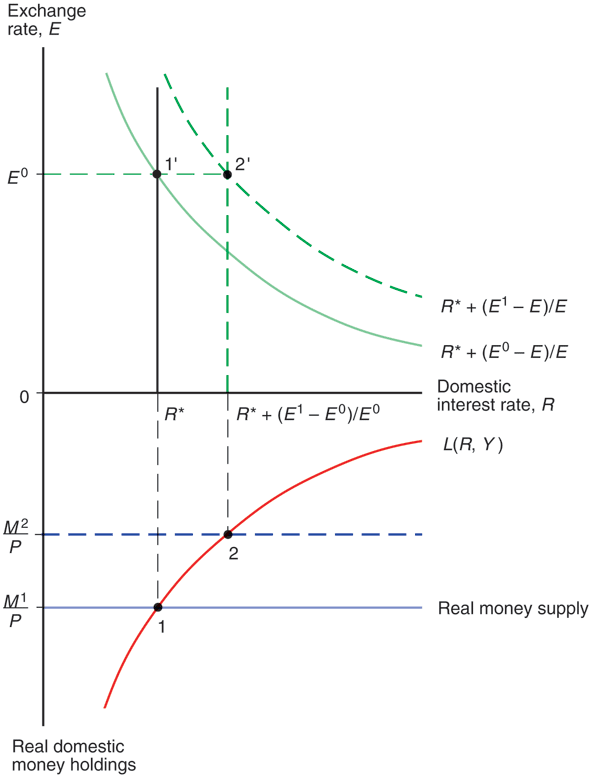 Exchange
rate, E
1'
2'
E⁰
R* + (E¹ – E)/E
R* + (E⁰ – E)/E
0
Domestic
interest rate, R
R*
R* + (E¹ – E⁰)/E⁰
L(R, Y)
M²
P
2
M¹
P
Real money supply
1
Real domestic
money holdings